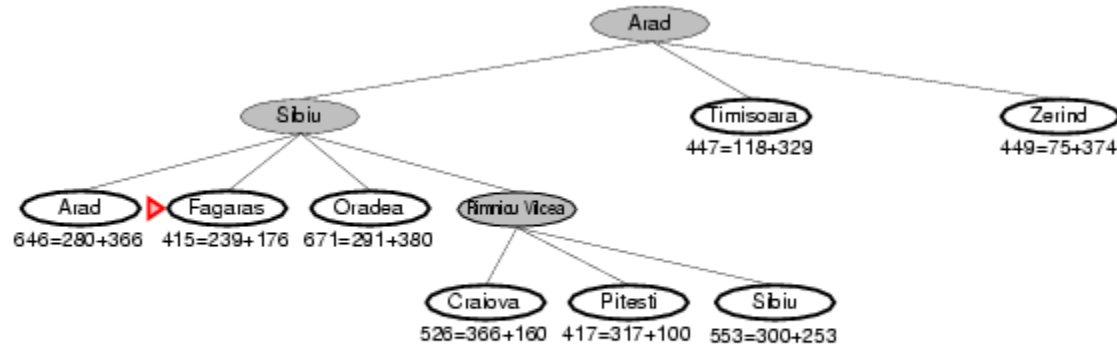 Arad
Sibiu
Timisoara
Zerind
447=118+329
449=75+374
Arad
Fagaras
Oradea
Rimnicu Vilcea
646=280+366
415=239+176
671=291+380
Craiova
Pitesti
Sibiu
526=366+160
417=317+100
553=300+253